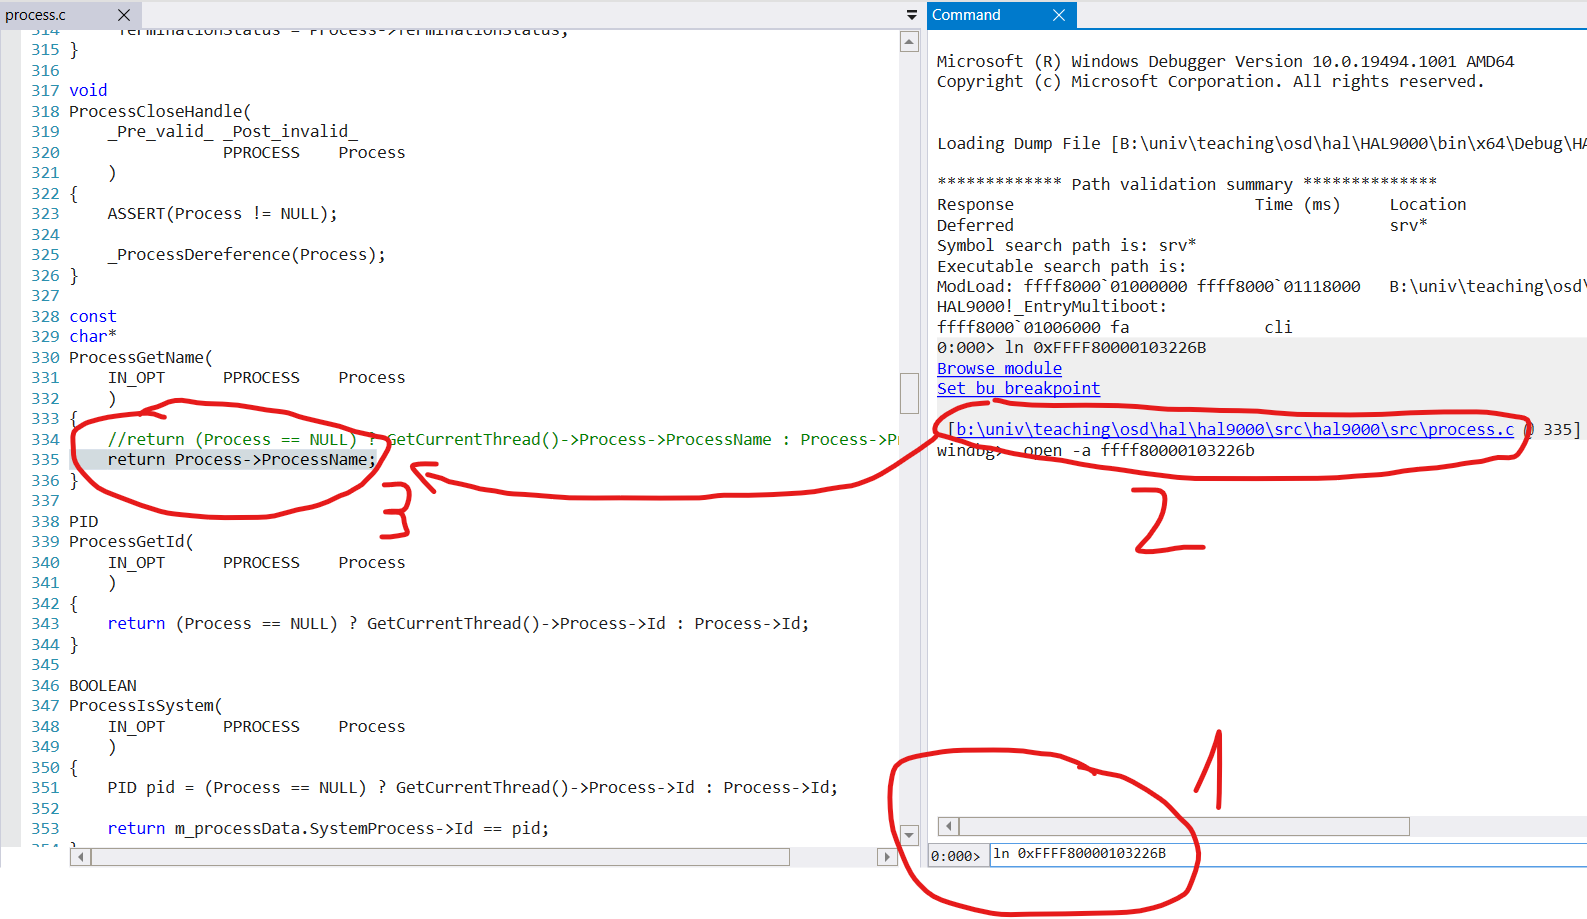 process.c
314 TerminationStatus = Process->TerminationStatus;
315 }
316
317 void
318 ProcessCloseHandle(
319 _Pre_valid_ _Post_invalid_
320 PPROCESS Process
321 )
322 {
323 ASSERT(Process != NULL);
324
325 _ProcessDereference(Process);
326 }
327
328 const
329 char*
330 ProcessGetName(
331 IN_OPT PPROCESS Process
332 )
333 {
334 //return (Process == NULL) ? GetCurrentThread()->Process->ProcessName : Process->Pr
335 return Process->ProcessName;
336 }
337
338 PID
339 ProcessGetId(
340 IN_OPT PPROCESS Process
341 )
342 {
343 return (Process == NULL) ? GetCurrentThread()->Process->Id : Process->Id;
344 }
345
346 BOOLEAN
347 ProcessIsSystem(
348 IN_OPT PPROCESS Process
349 )
350 {
351 PID pid = (Process == NULL) ? GetCurrentThread()->Process->Id : Process->Id;
352
353 return m_processData.SystemProcess->Id == pid;
354 }
3
Command
Microsoft (R) Windows Debugger Version 10.0.19494.1001 AMD64
Copyright (c) Microsoft Corporation. All rights reserved.
Loading Dump File [B:\univ\teaching\osd\hal\HAL9000\bin\x64\Debug\HA
************* Path validation summary **************
Response Time (ms) Location
Deferred srv*
Symbol search path is: srv*
Executable search path is:
ModLoad: ffff8000`01000000 ffff8000`01118000 B:\univ\teaching\osd\
HAL9000!_EntryMultiboot:
ffff8000`01006000 fa cli
0:000> ln 0xFFFF80000103226B
Browse module
Set bu breakpoint
[b:\univ\teaching\osd\hal\hal9000\src\hal9000\src\process.c @ 335]
windbg> .open -a ffff80000103226b
2
1
0:000> ln 0xFFFF80000103226B